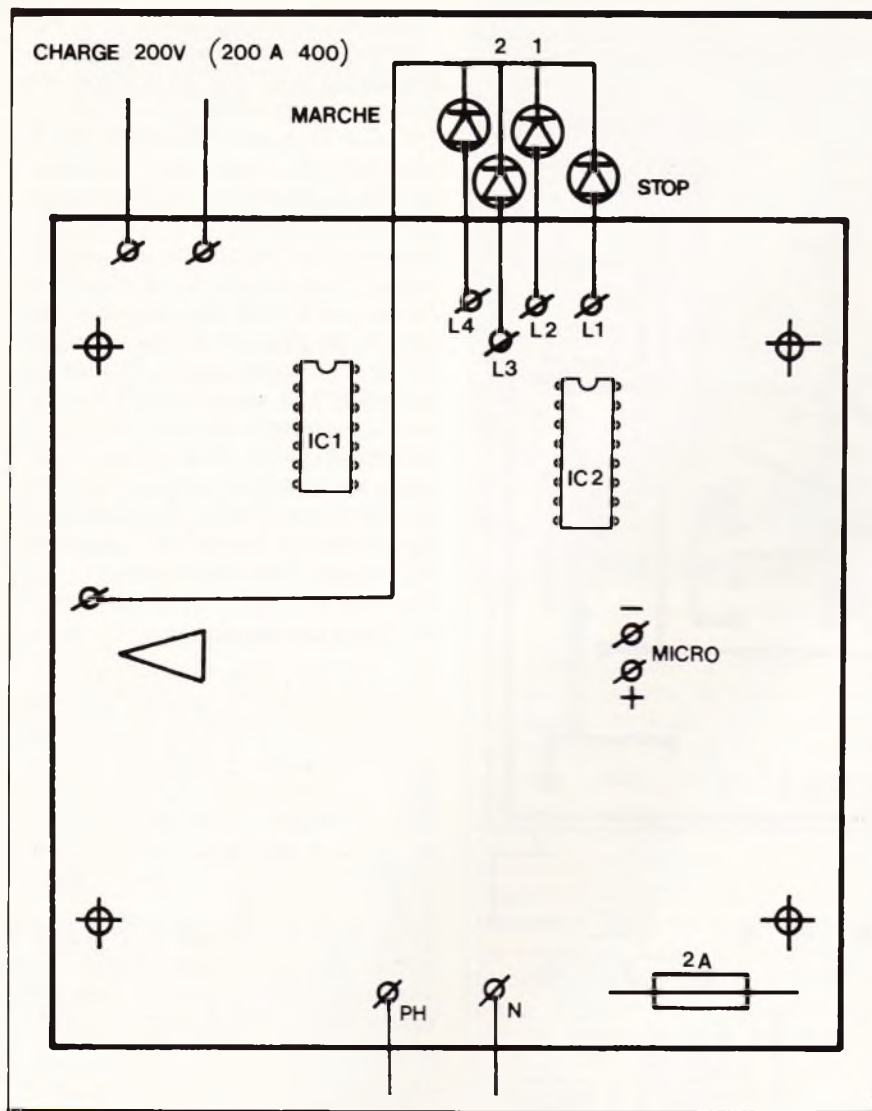 CHARGE 200V (200 A 400)
2 1
MARCHE
STOP
L4 L2 L1
L3
IC1
IC2
−
MICRO
+
2A
PH N